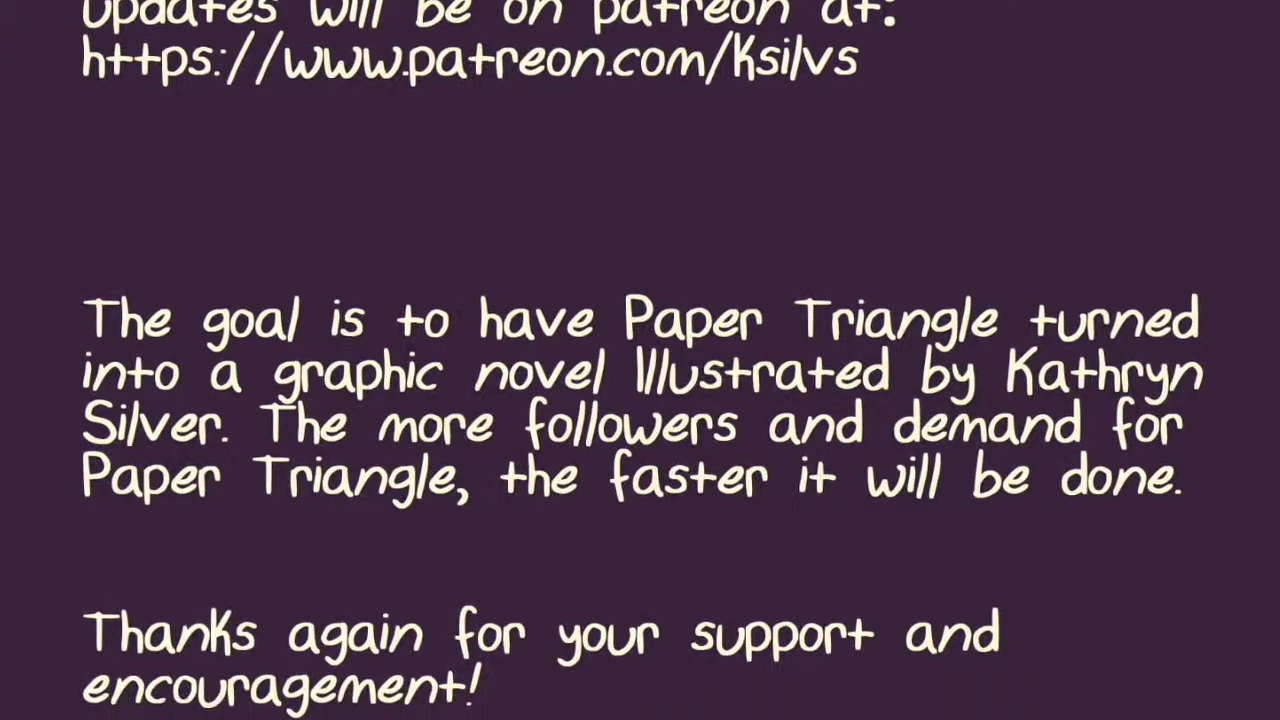 updates will be on patreon at:
https://www.patreon.com/Ksilvs
The goal is to have Paper Triangle turned
into a graphic novel Illustrated by Kathryn
Silver. The more followers and demand for
Paper Triangle, the faster it will be done.
Thanks again for your support and
encouragement!